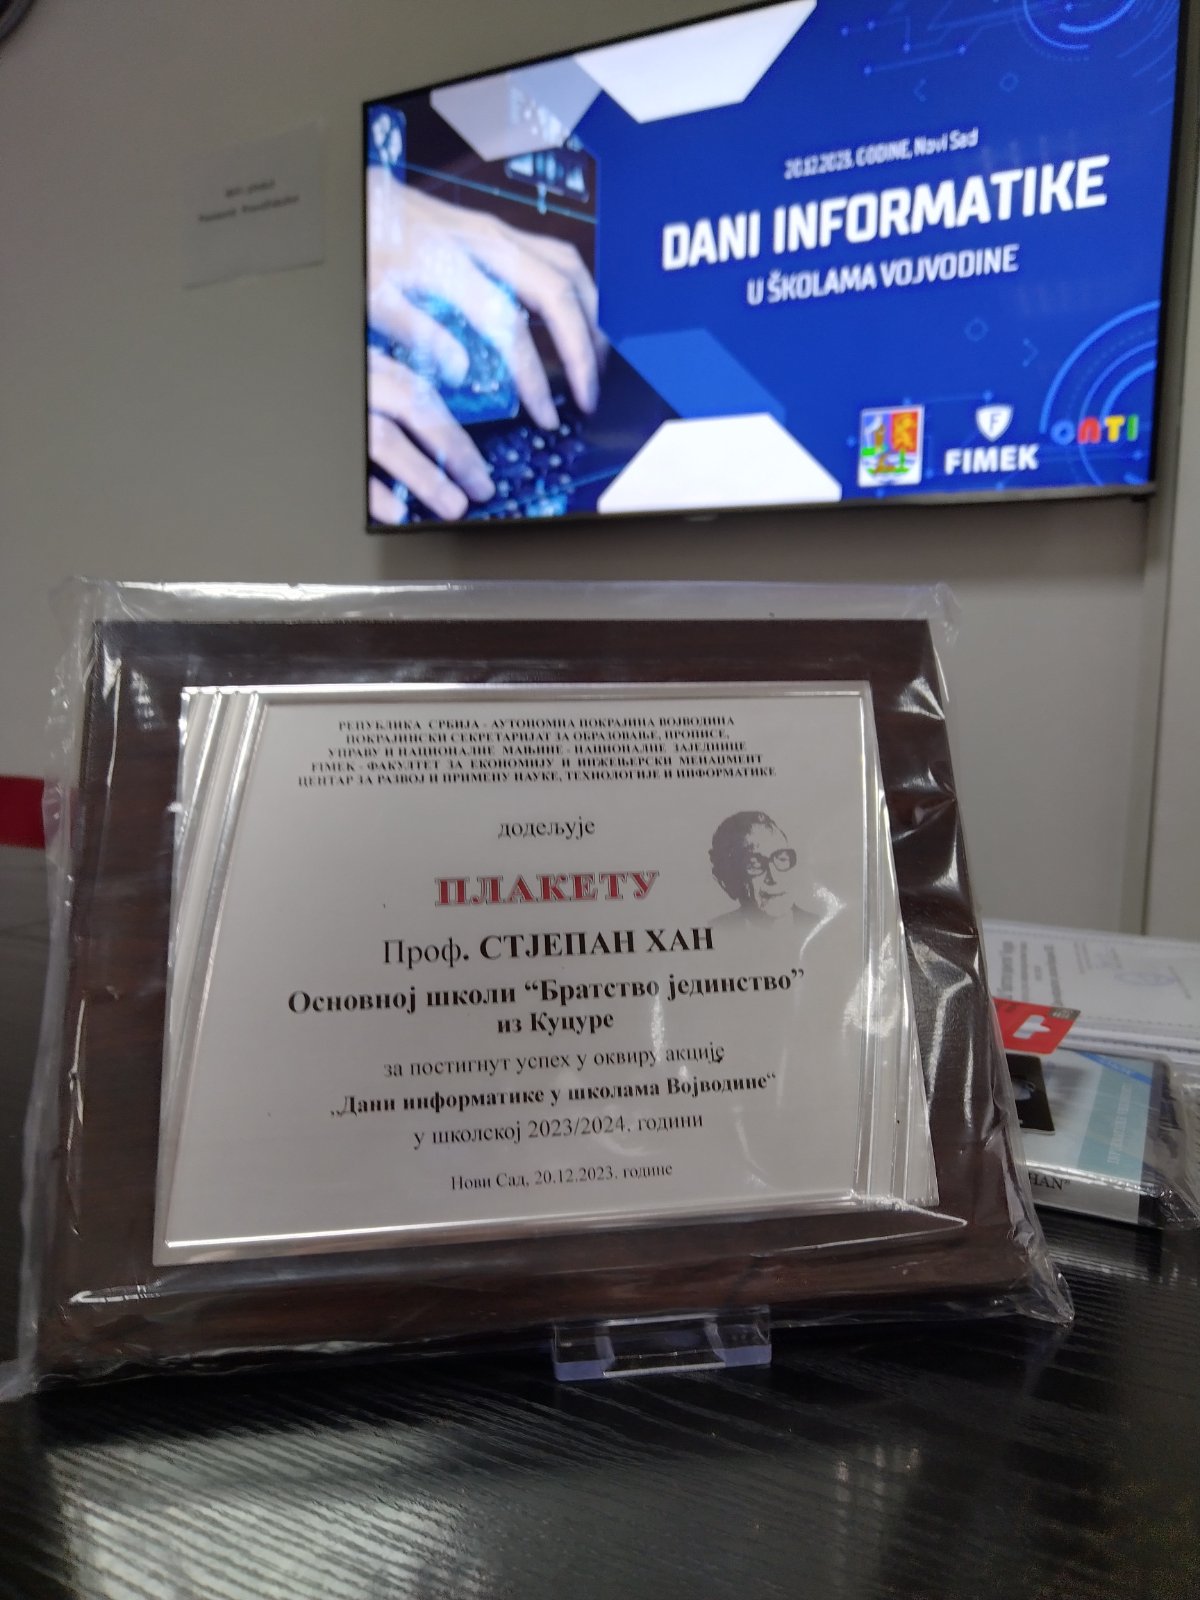 20.12.2023. GODINE, Novi Sad
DANI INFORMATIKE
U ŠKOLAMA VOJVODINE
F
FIMEK
ONTI
РЕПУБЛИКА СРБИЈА - АУТОНОМНА ПОКРАЈИНА ВОЈВОДИНА
ПОКРАЈИНСКИ СЕКРЕТАРИЈАТ ЗА ОБРАЗОВАЊЕ, ПРОПИСЕ,
УПРАВУ И НАЦИОНАЛНЕ МАЊИНЕ - НАЦИОНАЛНЕ ЗАЈЕДНИЦЕ
FIMEK - ФАКУЛТЕТ ЗА ЕКОНОМИЈУ И ИНЖЕЊЕРСКИ МЕНАЏМЕНТ
ЦЕНТАР ЗА РАЗВОЈ И ПРИМЕНУ НАУКЕ, ТЕХНОЛОГИЈЕ И ИНФОРМАТИКЕ
додељује
ПЛАКЕТУ
Проф. СТЈЕПАН ХАН
Основној школи “Братство јединство”
из Куцуре
за постигнут успех у оквиру акције
„Дани информатике у школама Војводине“
у школској 2023/2024. години
Нови Сад, 20.12.2023. године
HAN"